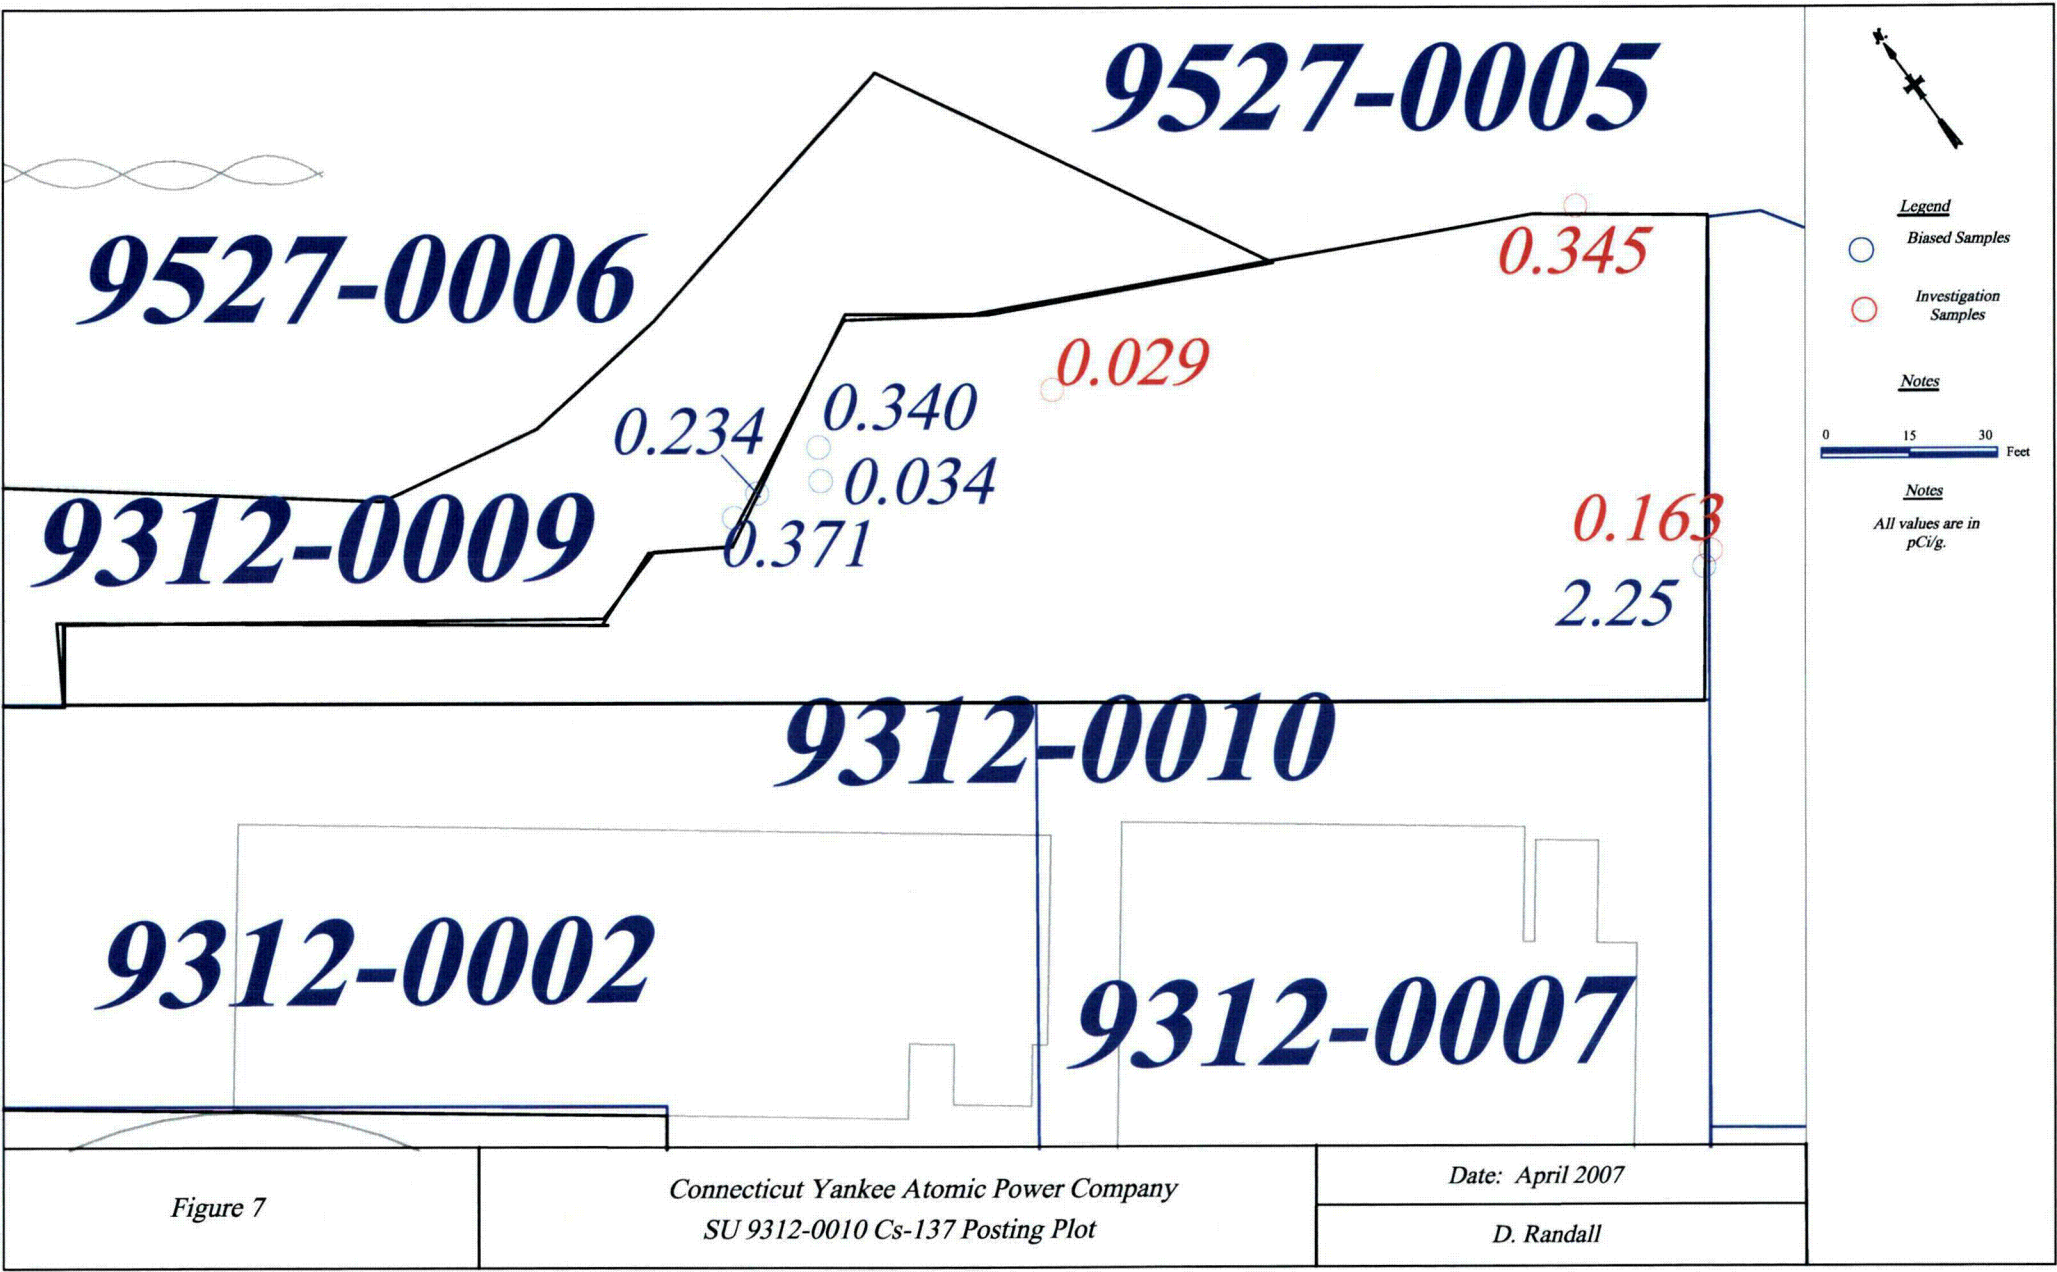 9527-0005
N
9527-0006
0.345
Legend
Biased Samples
Investigation
Samples
0.029
Notes
0.340
0.234
0 15 30
Feet
0.034
Notes
9312-0009
0.163
All values are in
pCi/g.
0.371
2.25
9312-0010
9312-0002
9312-0007
Figure 7
Connecticut Yankee Atomic Power Company
SU 9312-0010 Cs-137 Posting Plot
Date: April 2007
D. Randall